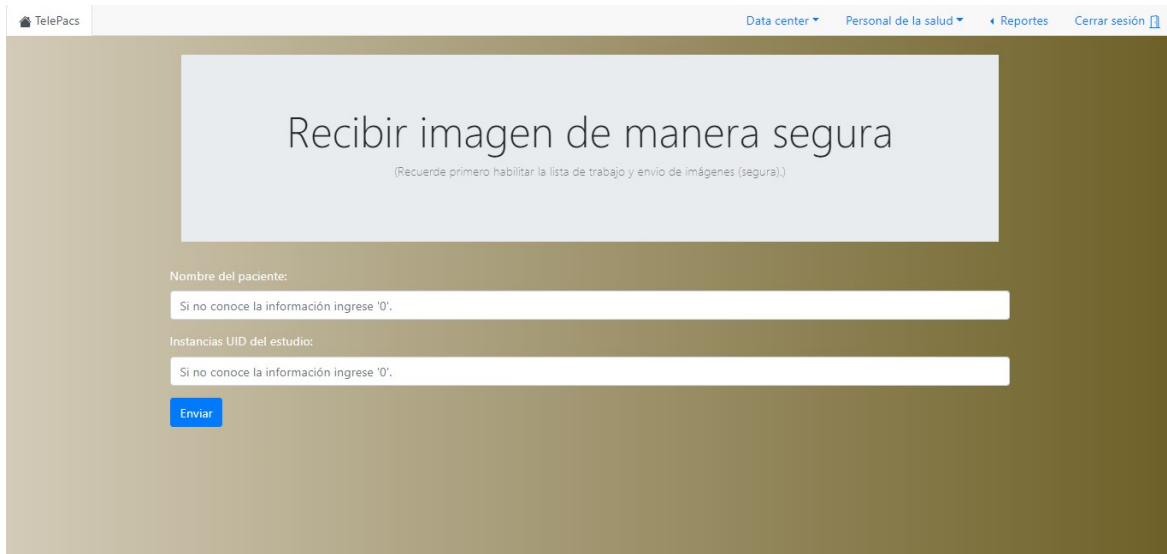 TelePacs
Data center
Personal de la salud
Reportes
Cerrar sesión
Recibir imagen de manera segura
(Recuerde primero habilitar la lista de trabajo y envio de imágenes (segura).)
Nombre del paciente:
Si no conoce la información ingrese '0'.
Instancias UID del estudio:
Si no conoce la información ingrese '0'.
Enviar